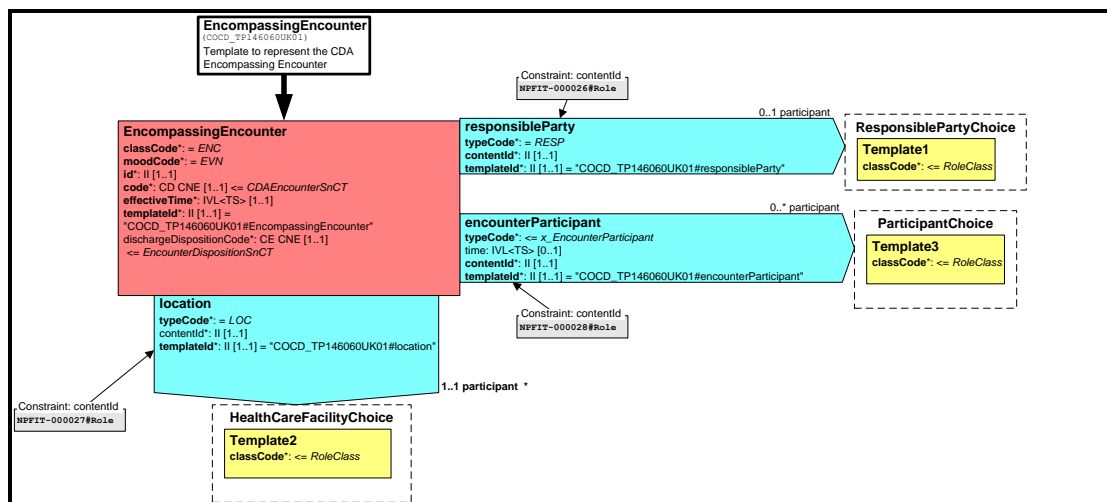 EncompassingEncounter
(COCD_TP146060UK01)
Template to represent the CDA
Encompassing Encounter
Constraint: contentId
NPFIT-000026#Role
EncompassingEncounter
classCode*: = ENC
moodCode*: = EVN
id*: II [1..1]
code*: CD CNE [1..1] <= CDAEncounterSnCT
effectiveTime*: IVL<TS> [1..1]
templateId*: II [1..1] =
"COCD_TP146060UK01#EncompassingEncounter"
dischargeDispositionCode*: CE CNE [1..1]
<= EncounterDispositionSnCT
0..1 participant
responsibleParty
typeCode*: = RESP
contentId*: II [1..1]
templateId*: II [1..1] = "COCD_TP146060UK01#responsibleParty"
ResponsiblePartyChoice
Template1
classCode*: <= RoleClass
0..* participant
encounterParticipant
typeCode*: <= x_EncounterParticipant
time: IVL<TS> [0..1]
contentId*: II [1..1]
templateId*: II [1..1] = "COCD_TP146060UK01#encounterParticipant"
ParticipantChoice
Template3
classCode*: <= RoleClass
Constraint: contentId
NPFIT-000028#Role
location
typeCode*: = LOC
contentId*: II [1..1]
templateId*: II [1..1] = "COCD_TP146060UK01#location"
1..1 participant *
Constraint: contentId
NPFIT-000027#Role
HealthCareFacilityChoice
Template2
classCode*: <= RoleClass